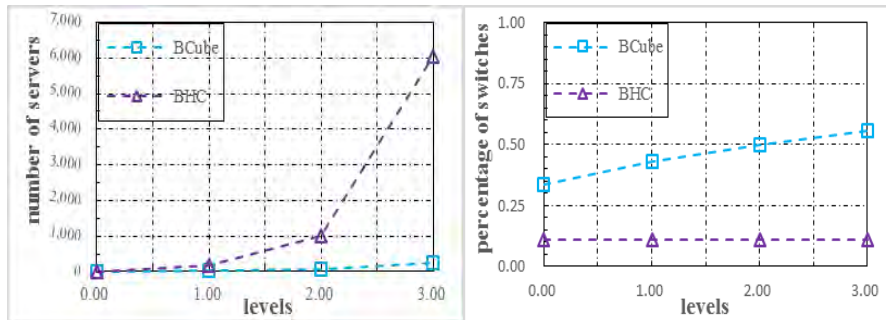 7,000
6,000
5,000
4,000
3,000
2,000
1,000
0
number of servers
BCube
BHC
0.00 1.00 2.00 3.00
levels
1.00
0.75
0.50
0.25
0.00
percentage of switches
BCube
BHC
0.00 1.00 2.00 3.00
levels